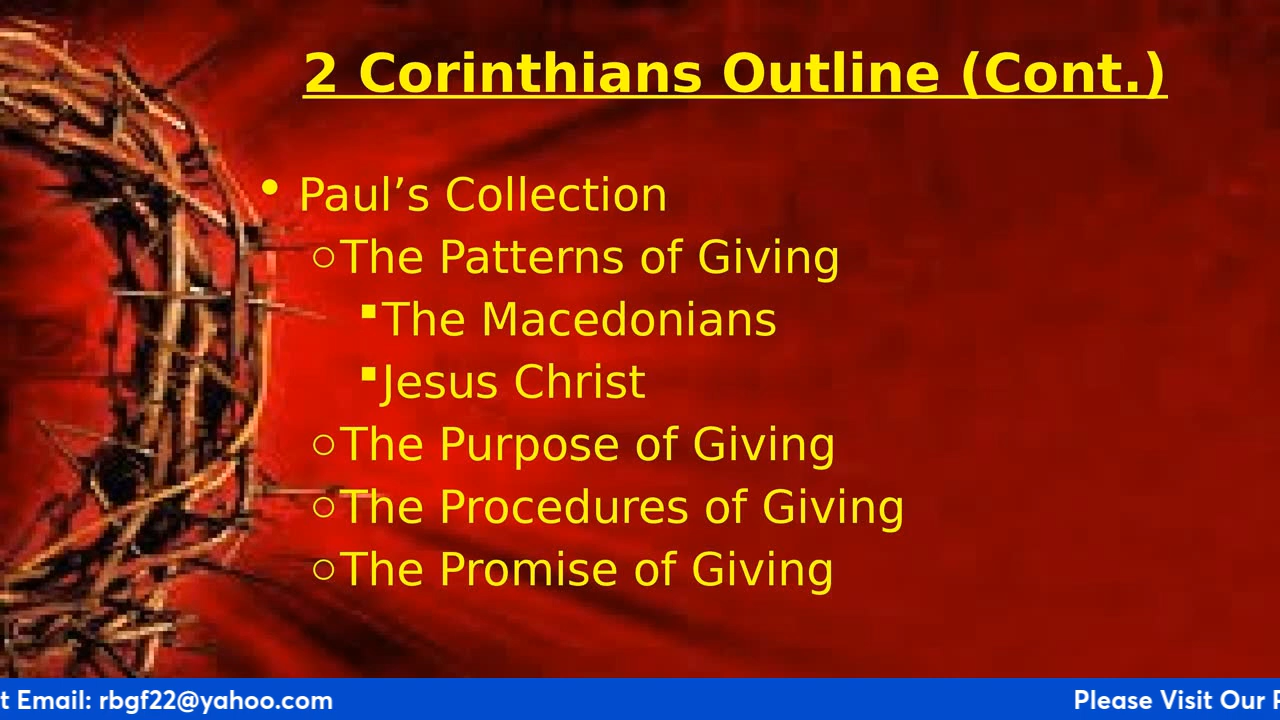 2 Corinthians Outline (Cont.)
• Paul’s Collection
○The Patterns of Giving
▪The Macedonians
▪Jesus Christ
○The Purpose of Giving
○The Procedures of Giving
○The Promise of Giving
t Email: rbgf22@yahoo.com Please Visit Our